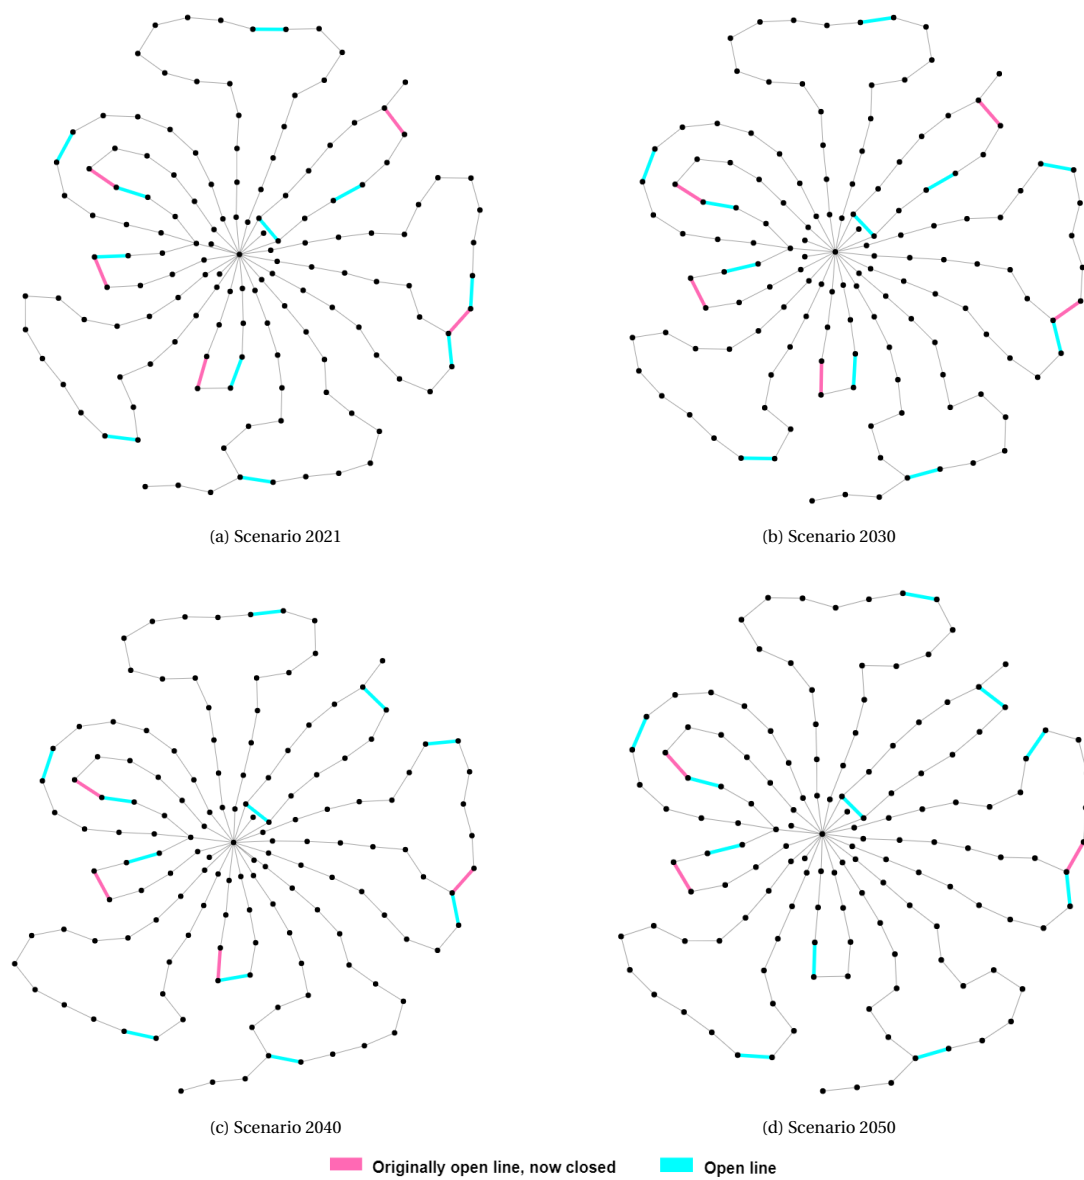 (a) Scenario 2021
(b) Scenario 2030
(c) Scenario 2040
(d) Scenario 2050
Originally open line, now closed
Open line